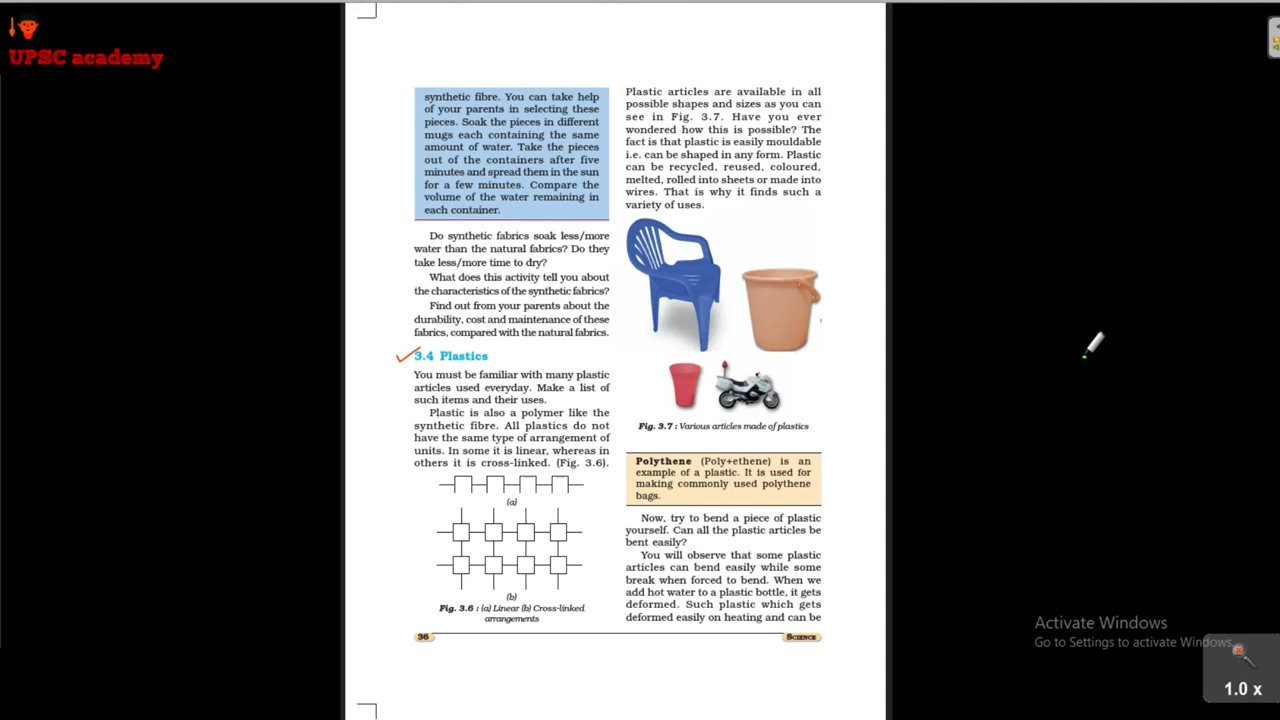 UPSC academy
synthetic fibre. You can take help
of your parents in selecting these
pieces. Soak the pieces in different
mugs each containing the same
amount of water. Take the pieces
out of the containers after five
minutes and spread them in the sun
for a few minutes. Compare the
volume of the water remaining in
each container.
Do synthetic fabrics soak less/more
water than the natural fabrics? Do they
take less/more time to dry?
What does this activity tell you about
the characteristics of the synthetic fabrics?
Find out from your parents about the
durability, cost and maintenance of these
fabrics, compared with the natural fabrics.
3.4 Plastics
You must be familiar with many plastic
articles used everyday. Make a list of
such items and their uses.
Plastic is also a polymer like the
synthetic fibre. All plastics do not
have the same type of arrangement of
units. In some it is linear, whereas in
others it is cross-linked. (Fig. 3.6).
(a)
(b)
Fig. 3.6 : (a) Linear (b) Cross-linked
arrangements
Plastic articles are available in all
possible shapes and sizes as you can
see in Fig. 3.7. Have you ever
wondered how this is possible? The
fact is that plastic is easily mouldable
i.e. can be shaped in any form. Plastic
can be recycled, reused, coloured,
melted, rolled into sheets or made into
wires. That is why it finds such a
variety of uses.
Fig. 3.7 : Various articles made of plastics
Polythene (Poly+ethene) is an
example of a plastic. It is used for
making commonly used polythene
bags.
Now, try to bend a piece of plastic
yourself. Can all the plastic articles be
bent easily?
You will observe that some plastic
articles can bend easily while some
break when forced to bend. When we
add hot water to a plastic bottle, it gets
deformed. Such plastic which gets
deformed easily on heating and can be
36
SCIENCE
Activate Windows
Go to Settings to activate Windows.
1.0 x